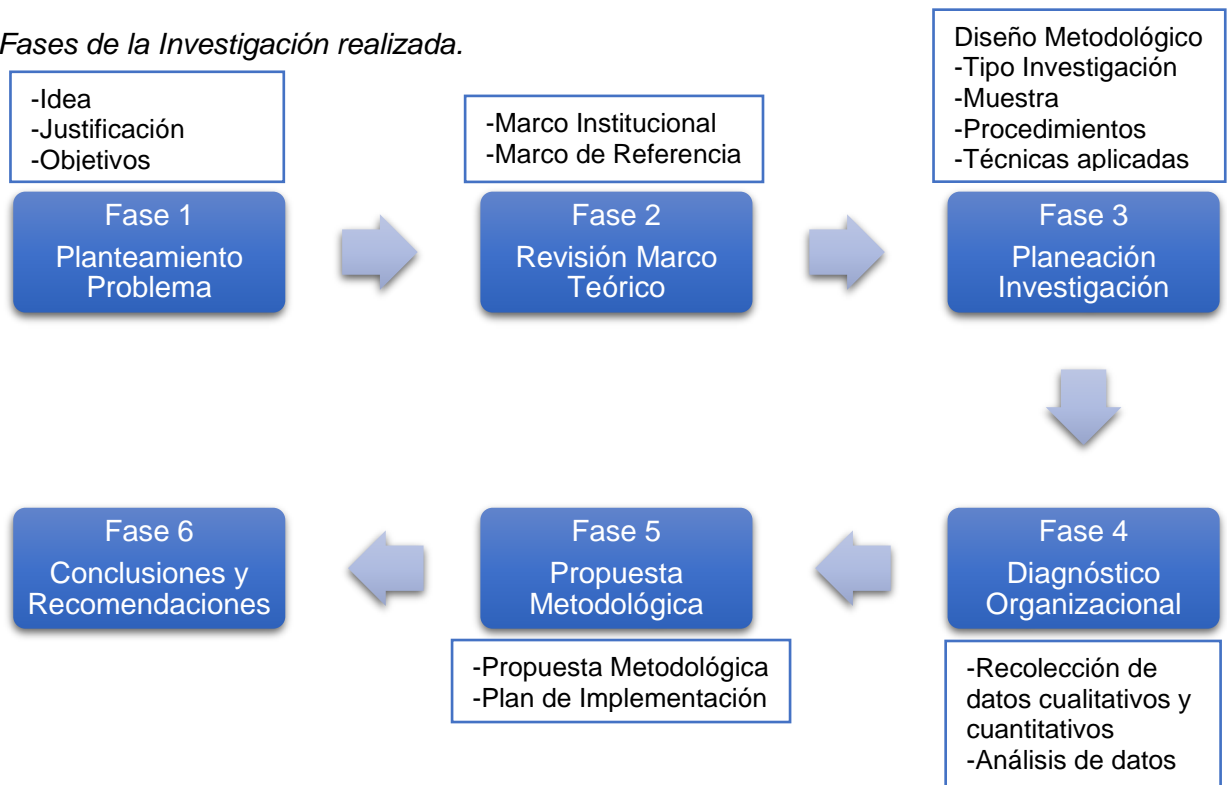 Fases de la Investigación realizada.
-Idea
-Justificación
-Objetivos
Fase 1
Planteamiento
Problema
-Marco Institucional
-Marco de Referencia
Fase 2
Revisión Marco
Teórico
Diseño Metodológico
-Tipo Investigación
-Muestra
-Procedimientos
-Técnicas aplicadas
Fase 3
Planeación
Investigación
Fase 4
Diagnóstico
Organizacional
-Recolección de
datos cualitativos y
cuantitativos
-Análisis de datos
Fase 5
Propuesta
Metodológica
-Propuesta Metodológica
-Plan de Implementación
Fase 6
Conclusiones y
Recomendaciones